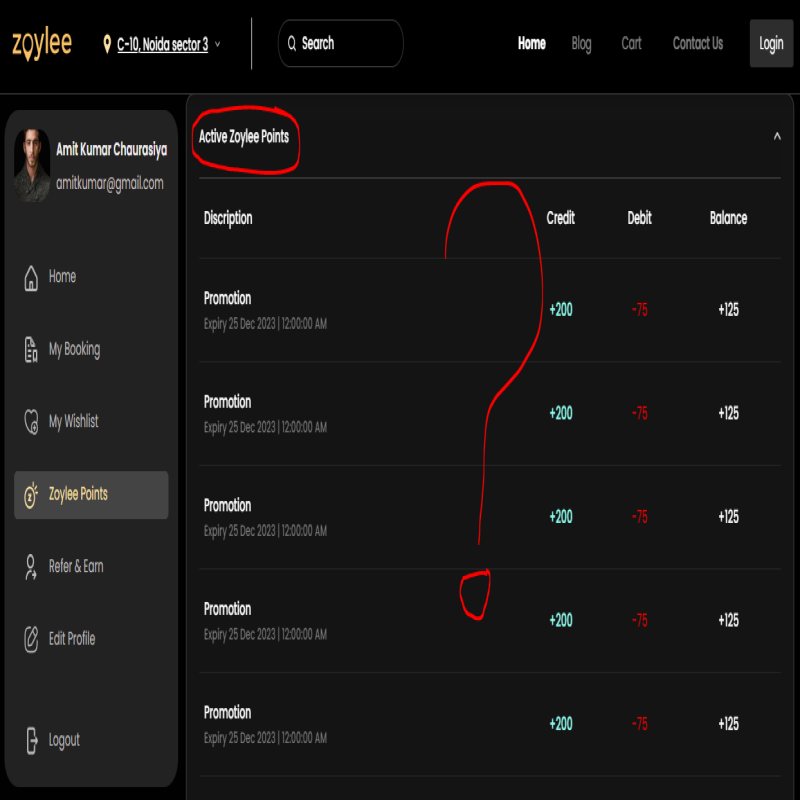 zoylee
C-10, Noida sector 3
Search
Home
Blog
Cart
Contact Us
Login
Amit Kumar Chaurasiya
amitkumar@gmail.com
Home
My Booking
My Wishlist
Zoylee Points
Refer & Earn
Edit Profile
Logout
Active Zoylee Points
Discription Credit Debit Balance
Promotion
Expiry 25 Dec 2023 | 12:00:00 AM
+200 -75 +125
Promotion
Expiry 25 Dec 2023 | 12:00:00 AM
+200 -75 +125
Promotion
Expiry 25 Dec 2023 | 12:00:00 AM
+200 -75 +125
Promotion
Expiry 25 Dec 2023 | 12:00:00 AM
+200 -75 +125
Promotion
Expiry 25 Dec 2023 | 12:00:00 AM
+200 -75 +125
?